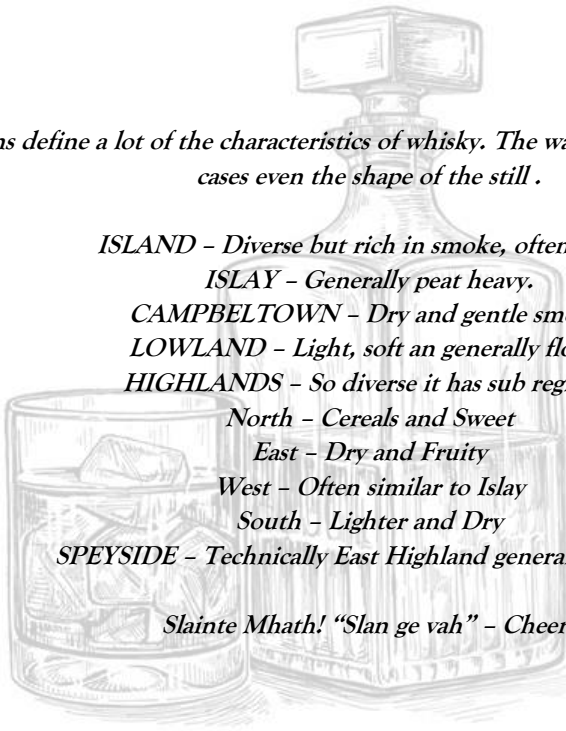 ns define a lot of the characteristics of whisky. The wa
cases even the shape of the still .
ISLAND – Diverse but rich in smoke, often
ISLAY – Generally peat heavy.
CAMPBELTOWN – Dry and gentle smo
LOWLAND – Light, soft an generally flo
HIGHLANDS – So diverse it has sub reg
North – Cereals and Sweet
East – Dry and Fruity
West – Often similar to Islay
South – Lighter and Dry
SPEYSIDE – Technically East Highland genera
Slainte Mhath! “Slan ge vah” – Cheer